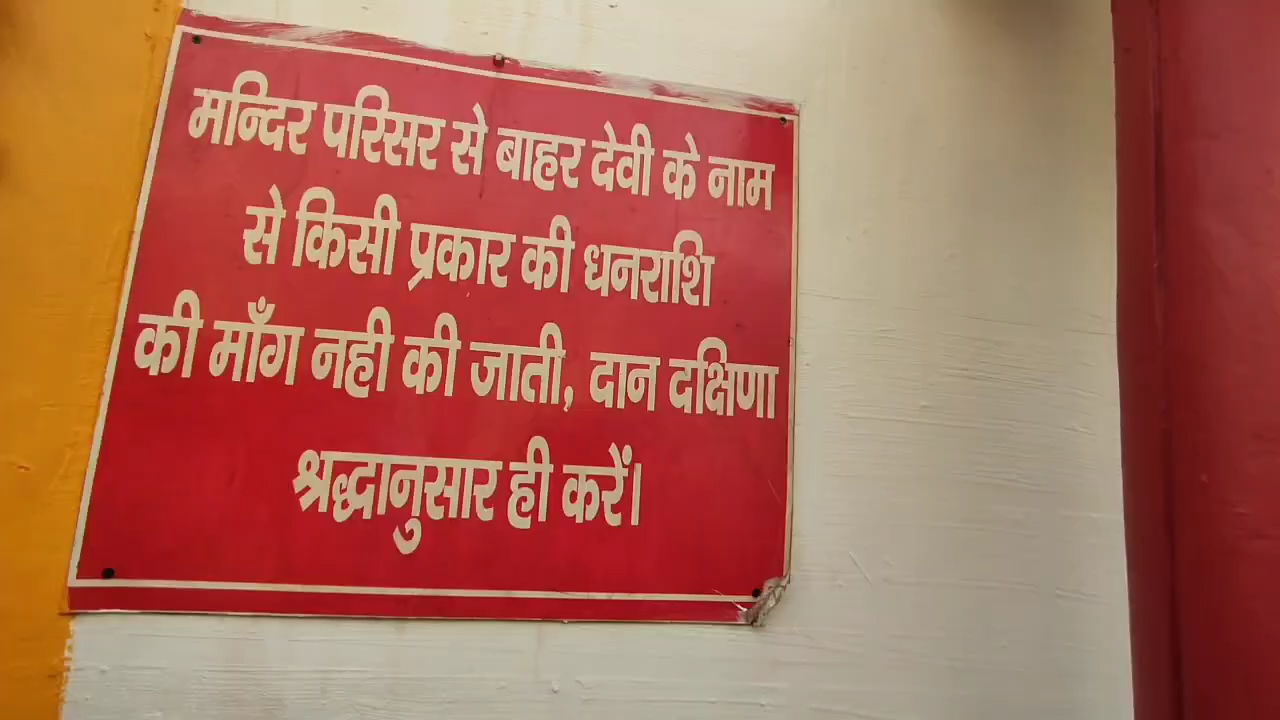 मन्दिर परिसर से बाहर देवी के नाम
से किसी प्रकार की धनराशि
की माँग नही की जाती, दान दक्षिणा
श्रद्धानुसार ही करें।